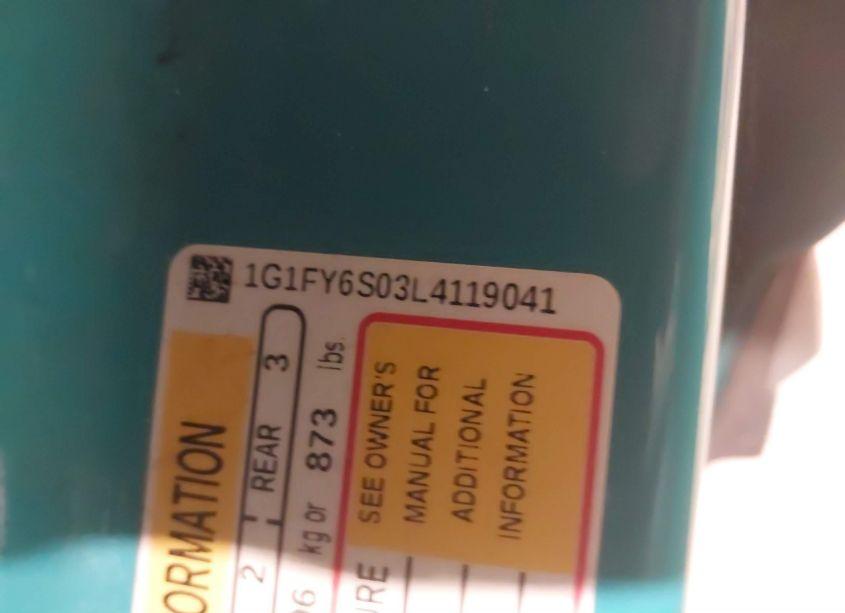 1G1FY6S03L4119041
ORMATION
2 REAR 3
kg or 873 lbs.
SEE OWNER'S
MANUAL FOR
ADDITIONAL
INFORMATION